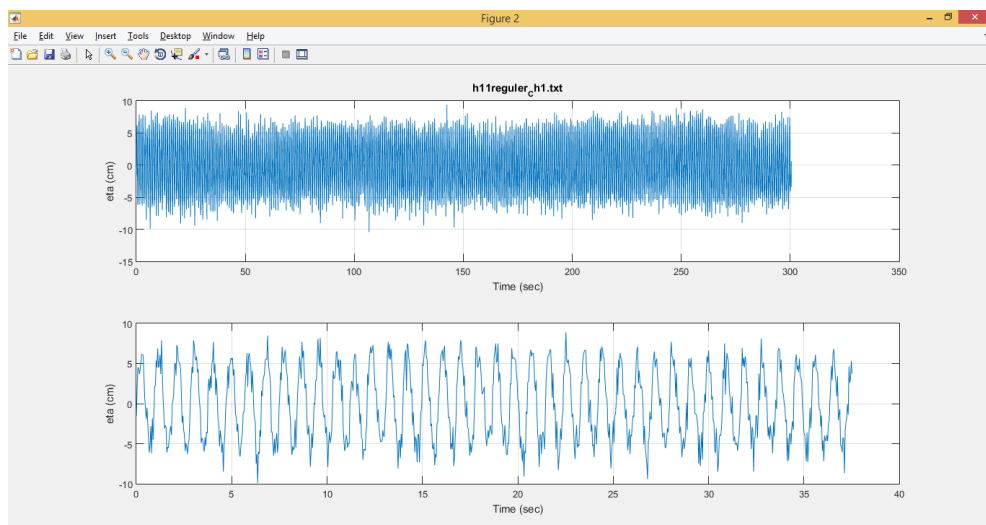 Figure 2
File Edit View Insert Tools Desktop Window Help
h11reguler_Ch1.txt
10
5
0
-5
-10
-15
eta (cm)
0 50 100 150 200 250 300 350
Time (sec)
10
5
0
-5
-10
eta (cm)
0 5 10 15 20 25 30 35 40
Time (sec)